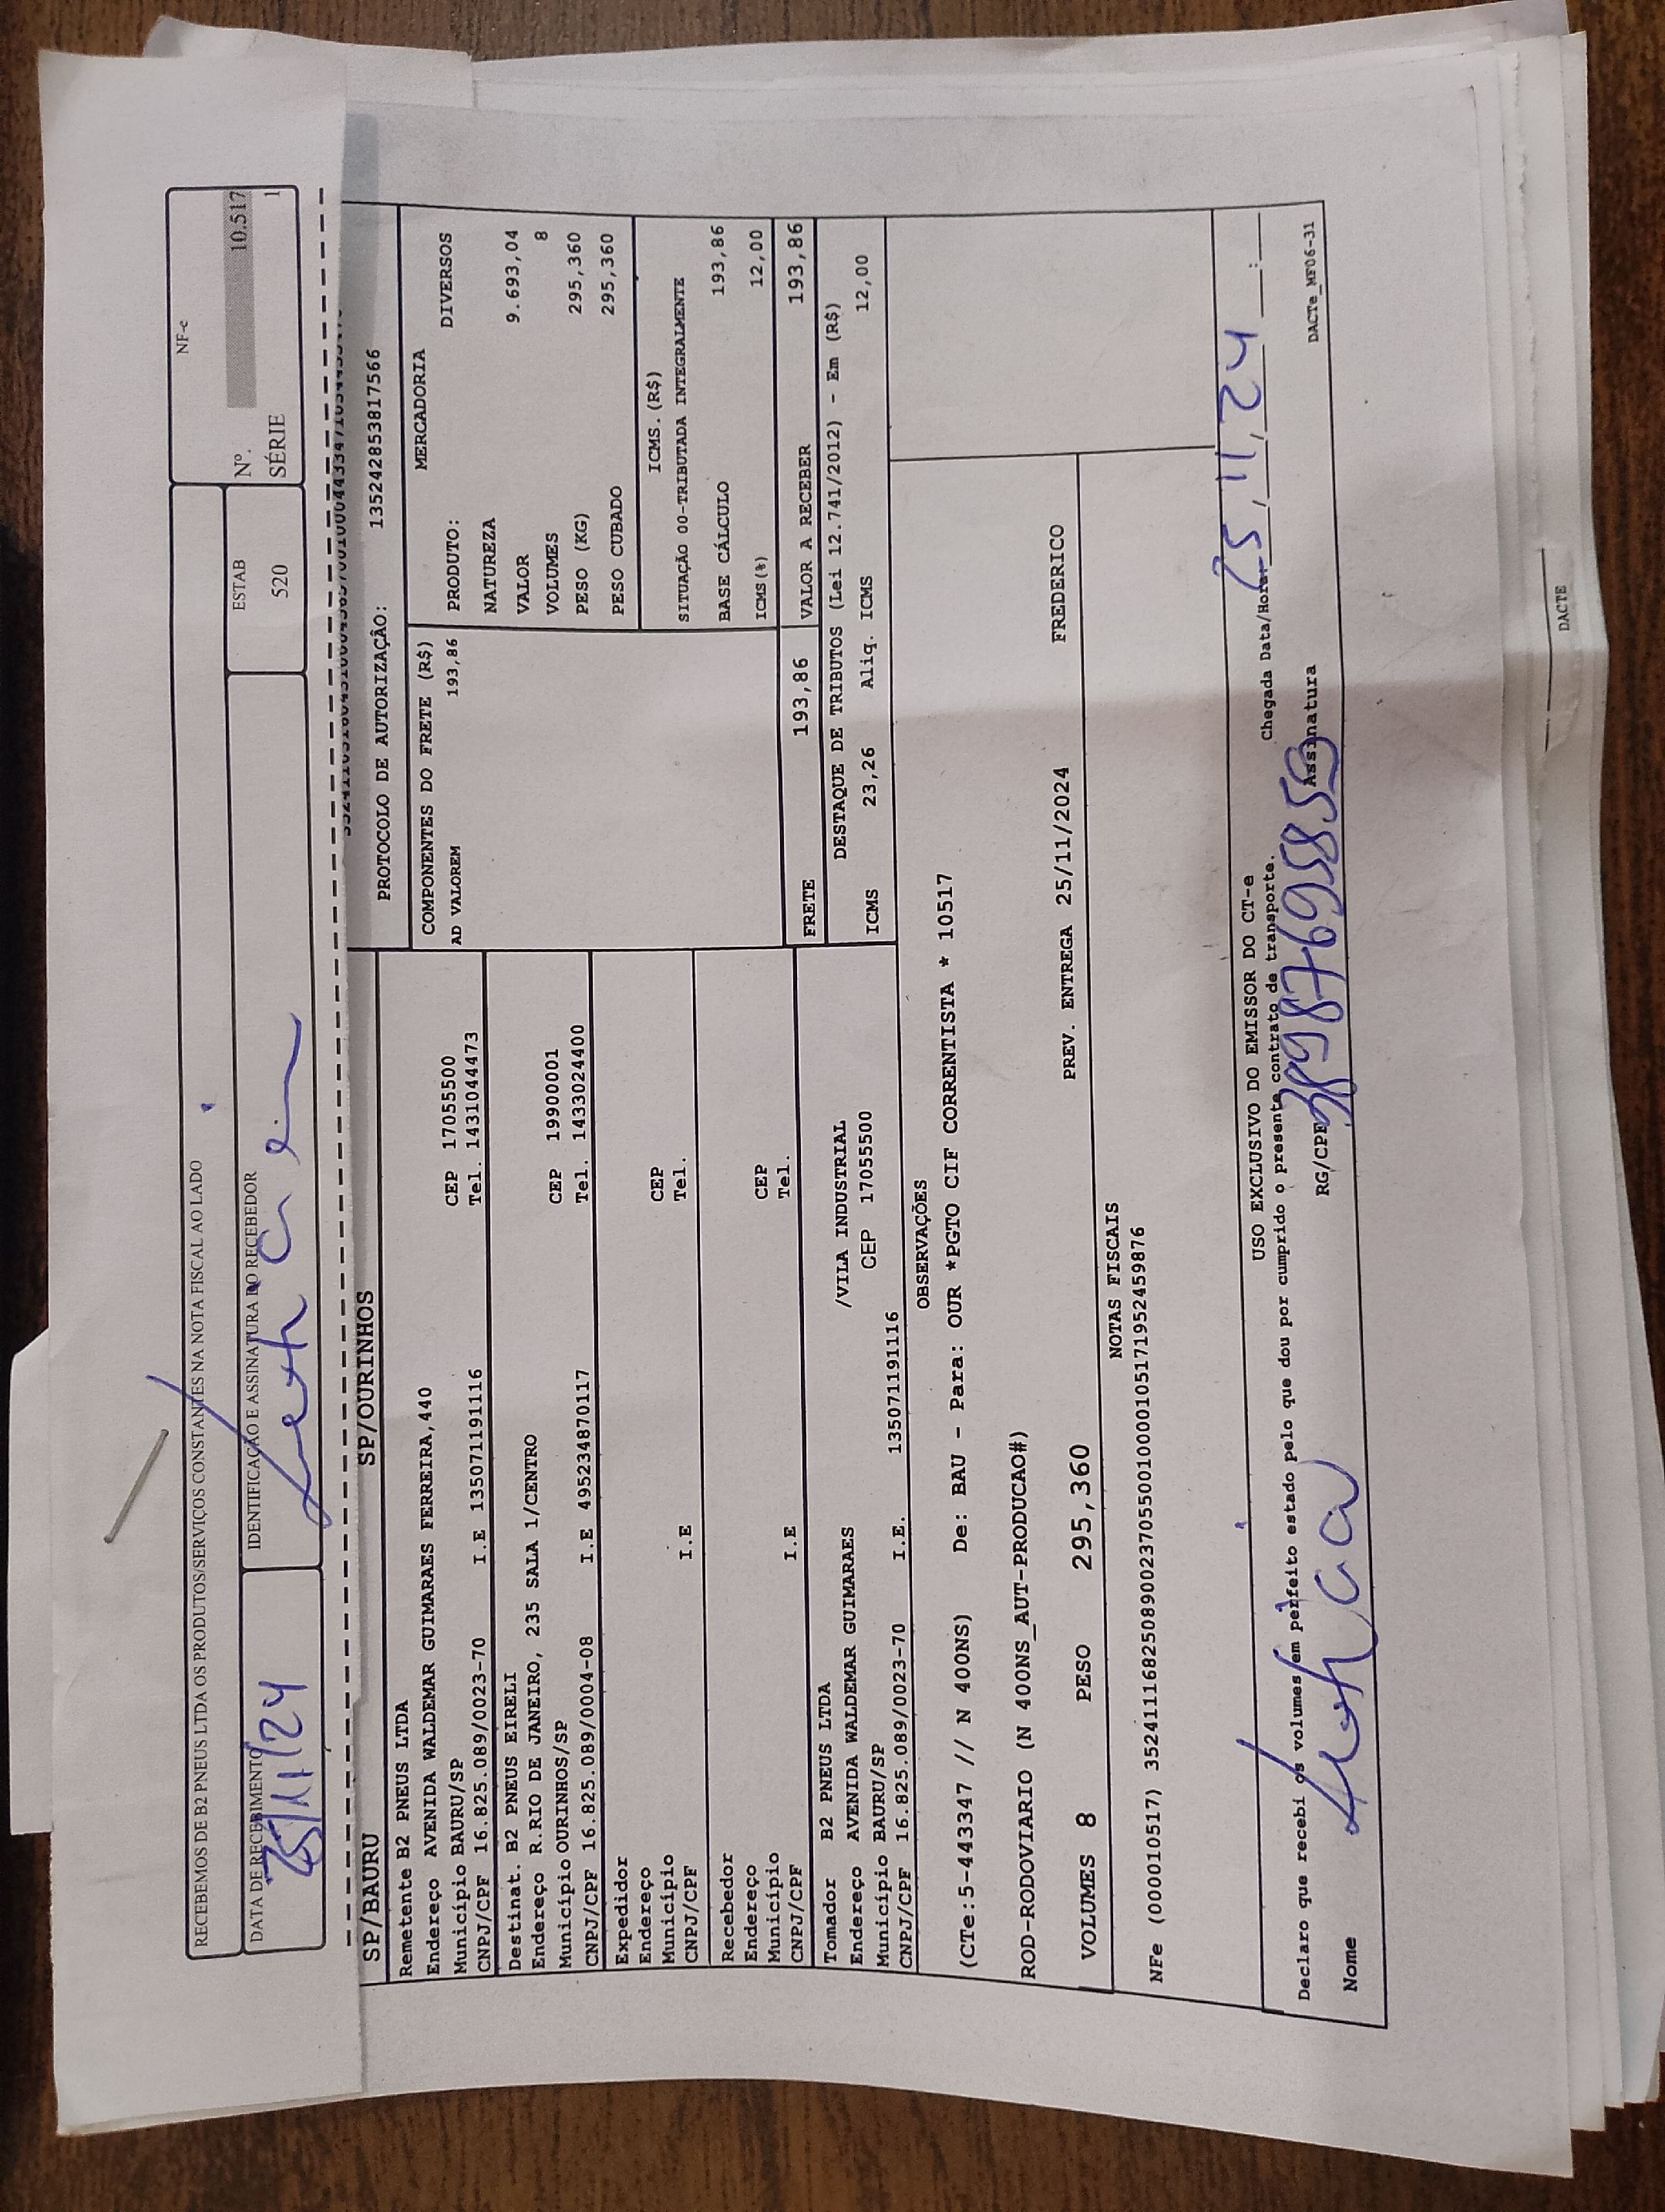 RECEBEMOS DE B2 PNEUS LTDA OS PRODUTOS/SERVIÇOS CONSTANTES NA NOTA FISCAL AO LADO
NF-e
DATA DE RECEBIMENTO
25/11/24
IDENTIFICAÇÃO E ASSINATURA DO RECEBEDOR
ESTAB
520
Nº. 10.517
SÉRIE 1
SP/BAURU SP/OURINHOS
PROTOCOLO DE AUTORIZAÇÃO: 135242853817566
Remetente B2 PNEUS LTDA
Endereço AVENIDA WALDEMAR GUIMARAES FERREIRA,440
Município BAURU/SP CEP 17055500
CNPJ/CPF 16.825.089/0023-70 I.E 135071191116 Tel. 1431044473
Destinat. B2 PNEUS EIRELI
Endereço R.RIO DE JANEIRO, 235 SALA 1/CENTRO
Município OURINHOS/SP CEP 19900001
CNPJ/CPF 16.825.089/0004-08 I.E 495234870117 Tel. 1433024400
Expedidor
Endereço
Município CEP
CNPJ/CPF I.E Tel.
Recebedor
Endereço
Município CEP
CNPJ/CPF I.E Tel.
Tomador B2 PNEUS LTDA
Endereço AVENIDA WALDEMAR GUIMARAES /VILA INDUSTRIAL
Município BAURU/SP CEP 17055500
CNPJ/CPF 16.825.089/0023-70 I.E. 135071191116
COMPONENTES DO FRETE (R$)
AD VALOREM 193,86
MERCADORIA
PRODUTO: DIVERSOS
NATUREZA
VALOR 9.693,04
VOLUMES 8
PESO (KG) 295,360
PESO CUBADO 295,360
ICMS.(R$)
SITUAÇÃO 00-TRIBUTADA INTEGRALMENTE
BASE CÁLCULO 193,86
ICMS(%) 12,00
FRETE 193,86 VALOR A RECEBER 193,86
DESTAQUE DE TRIBUTOS (Lei 12.741/2012) - Em (R$)
ICMS 23,26 Aliq. ICMS 12,00
OBSERVAÇÕES
(CTe:5-443347 // N 400NS) De: BAU - Para: OUR *PGTO CIF CORRENTISTA * 10517
ROD-RODOVIARIO (N 400NS_AUT-PRODUCAO#)
VOLUMES 8 PESO 295,360 PREV. ENTREGA 25/11/2024 FREDERICO
NOTAS FISCAIS
NFe (000010517) 35241116825089002370550010000105171952459876
USO EXCLUSIVO DO EMISSOR DO CT-e
Chegada Data/Hora: 25/11/24 __:__
Declaro que recebi os volumes em perfeito estado pelo que dou por cumprido o presente contrato de transporte.
Nome RG/CPF 38987695855 Assinatura
DACTe_MF06-31
DACTE